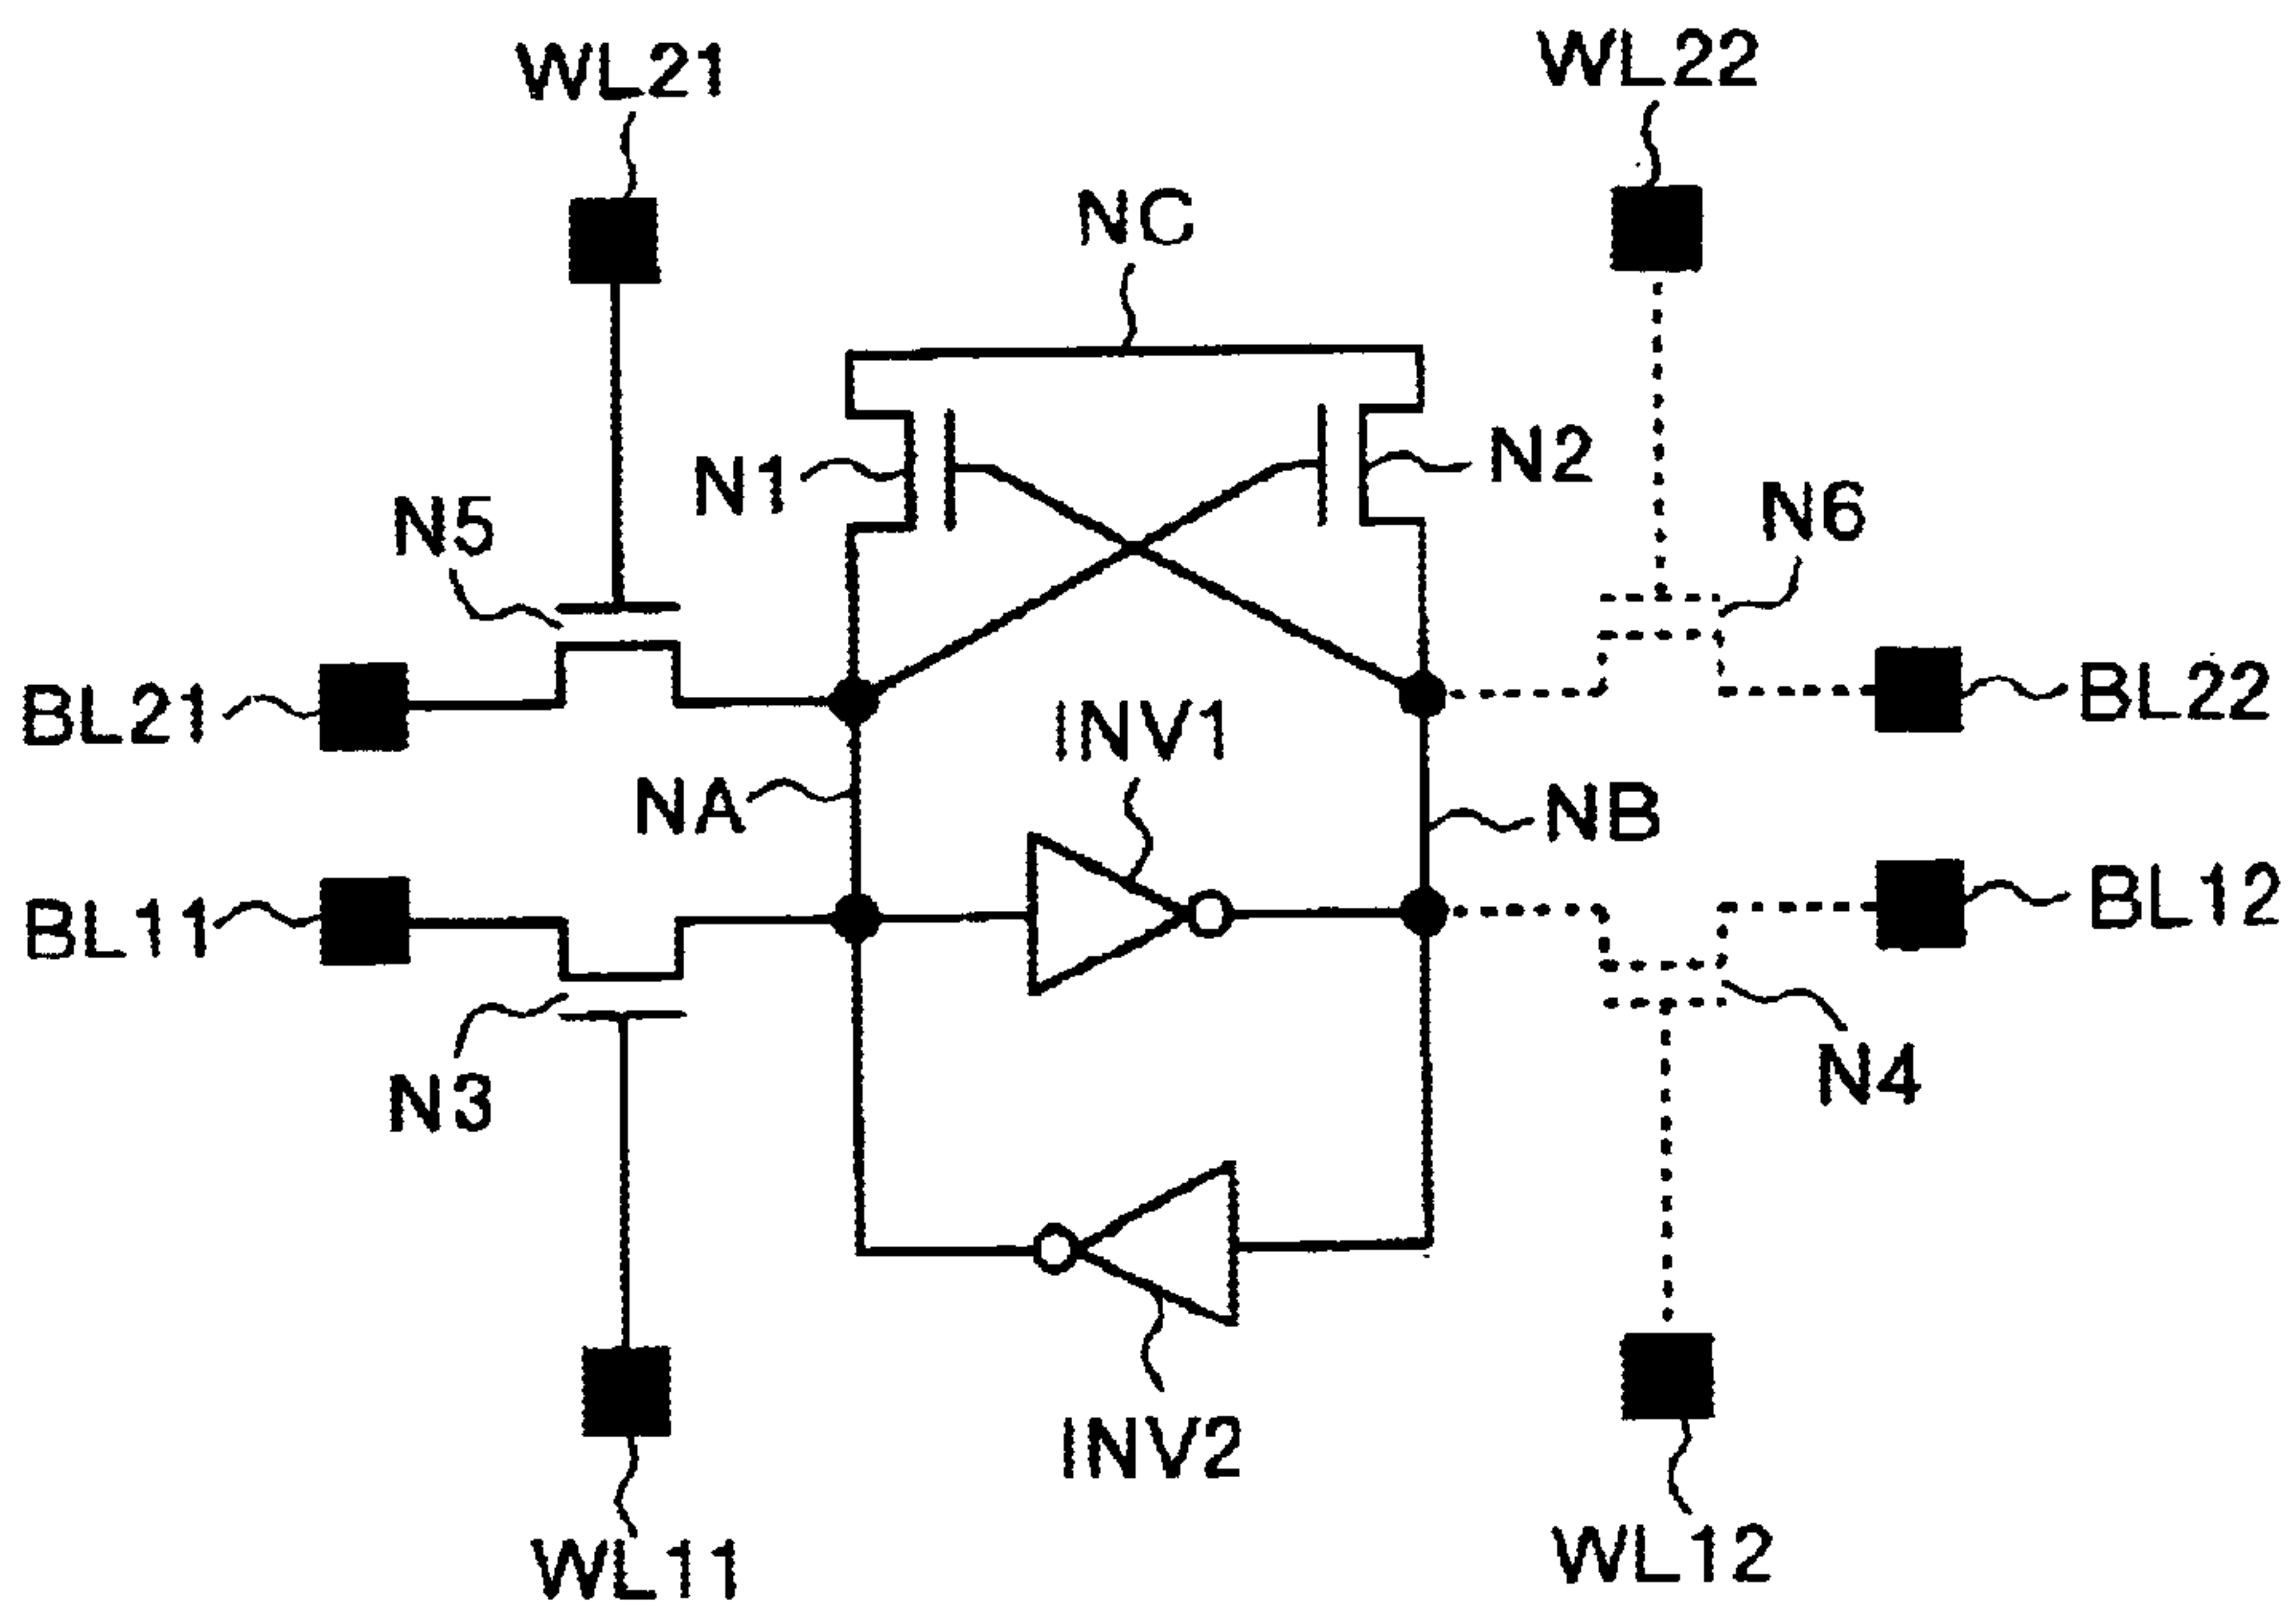 WL21
WL22
NC
N1
N2
N5
N6
BL21
INV1
BL22
NA
NB
BL11
BL12
N3
N4
INV2
WL11
WL12